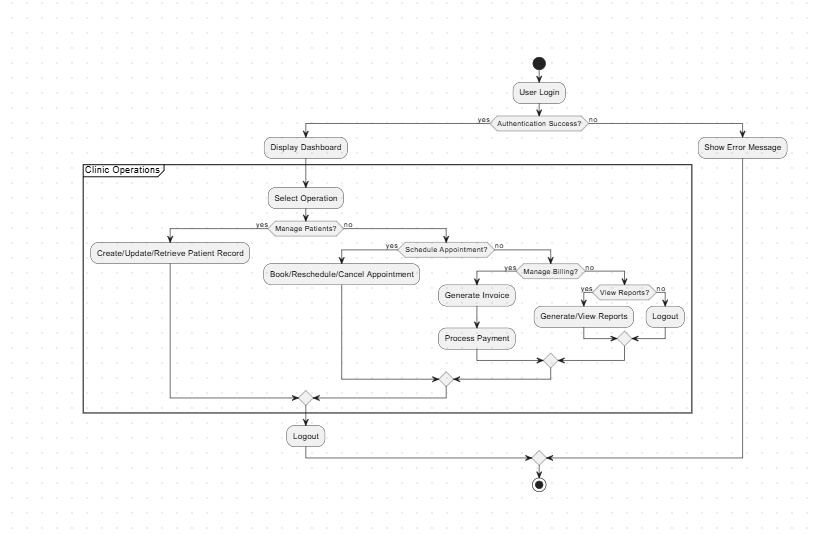 User Login
yes
Authentication Success?
no
Display Dashboard
Show Error Message
Clinic Operations
Select Operation
yes
Manage Patients?
no
Create/Update/Retrieve Patient Record
yes
Schedule Appointment?
no
Book/Reschedule/Cancel Appointment
yes
Manage Billing?
no
Generate Invoice
yes
View Reports?
no
Generate/View Reports
Logout
Process Payment
Logout